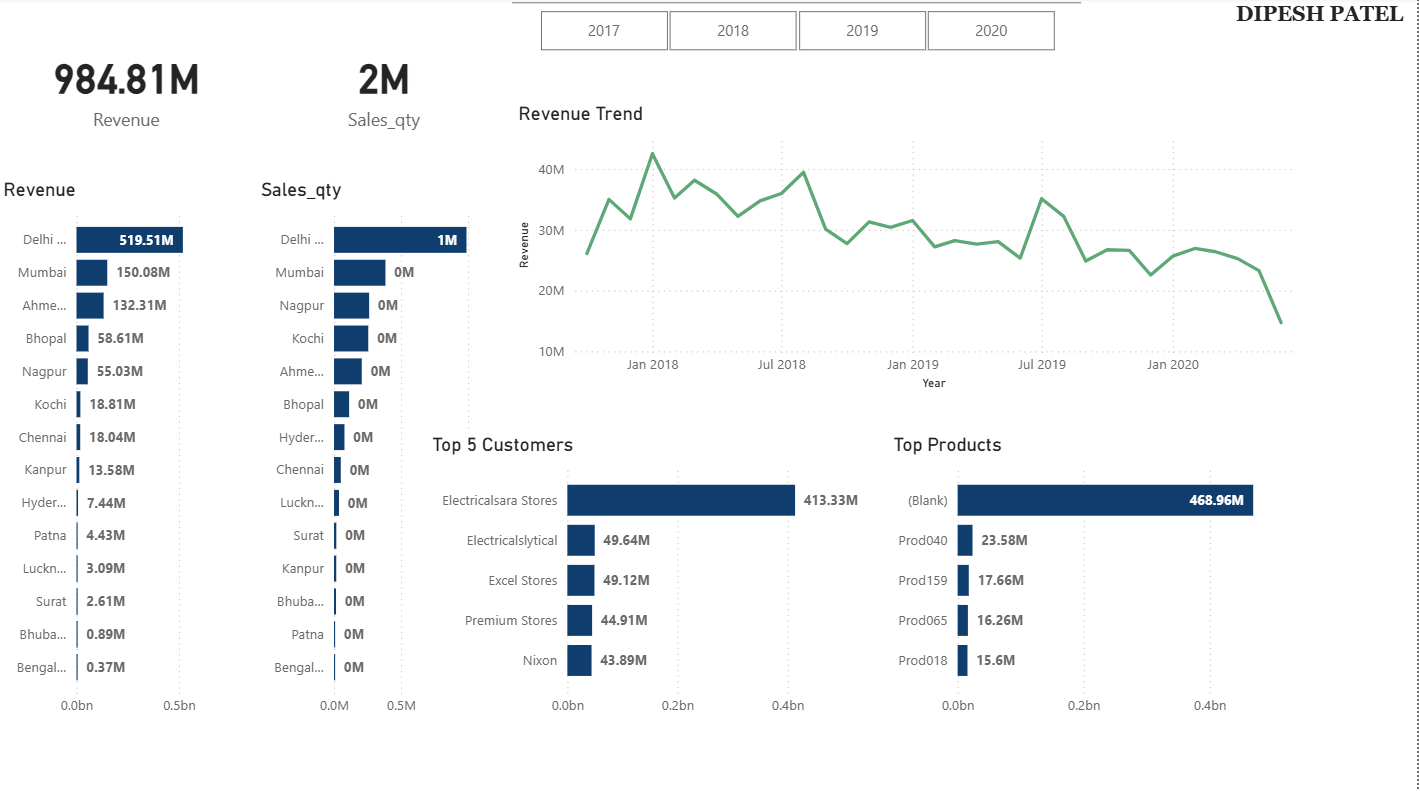 DIPESH PATEL
2017 2018 2019 2020
984.81M
Revenue
2M
Sales_qty
Revenue Trend
Revenue
40M
30M
20M
10M
Jan 2018 Jul 2018 Jan 2019 Jul 2019 Jan 2020
Year
Revenue
Delhi ... 519.51M
Mumbai 150.08M
Ahme... 132.31M
Bhopal 58.61M
Nagpur 55.03M
Kochi 18.81M
Chennai 18.04M
Kanpur 13.58M
Hyder... 7.44M
Patna 4.43M
Luckn... 3.09M
Surat 2.61M
Bhuba... 0.89M
Bengal... 0.37M
0.0bn 0.5bn
Sales_qty
Delhi ... 1M
Mumbai 0M
Nagpur 0M
Kochi 0M
Ahme... 0M
Bhopal 0M
Hyder... 0M
Chennai 0M
Luckn... 0M
Surat 0M
Kanpur 0M
Bhuba... 0M
Patna 0M
Bengal... 0M
0.0M 0.5M
Top 5 Customers
Electricalsara Stores 413.33M
Electricalslytical 49.64M
Excel Stores 49.12M
Premium Stores 44.91M
Nixon 43.89M
0.0bn 0.2bn 0.4bn
Top Products
(Blank) 468.96M
Prod040 23.58M
Prod159 17.66M
Prod065 16.26M
Prod018 15.6M
0.0bn 0.2bn 0.4bn